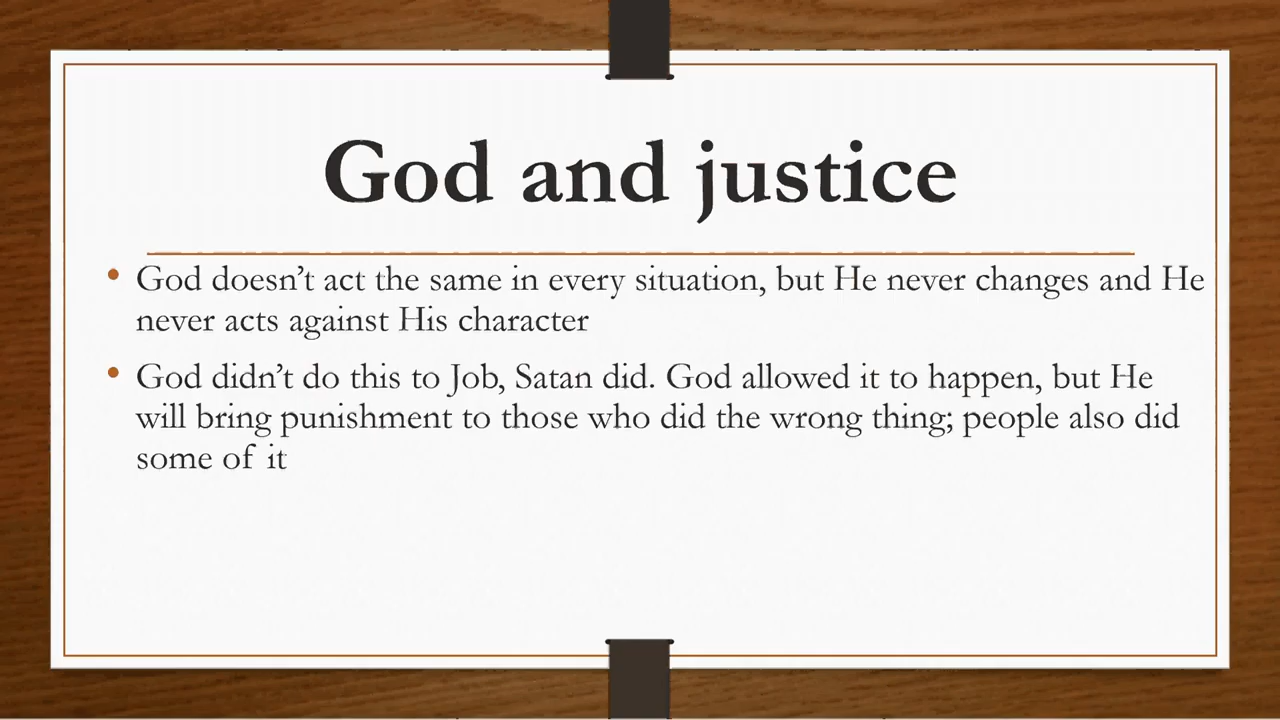 God and justice
• God doesn’t act the same in every situation, but He never changes and He
never acts against His character
• God didn’t do this to Job, Satan did. God allowed it to happen, but He
will bring punishment to those who did the wrong thing; people also did
some of it